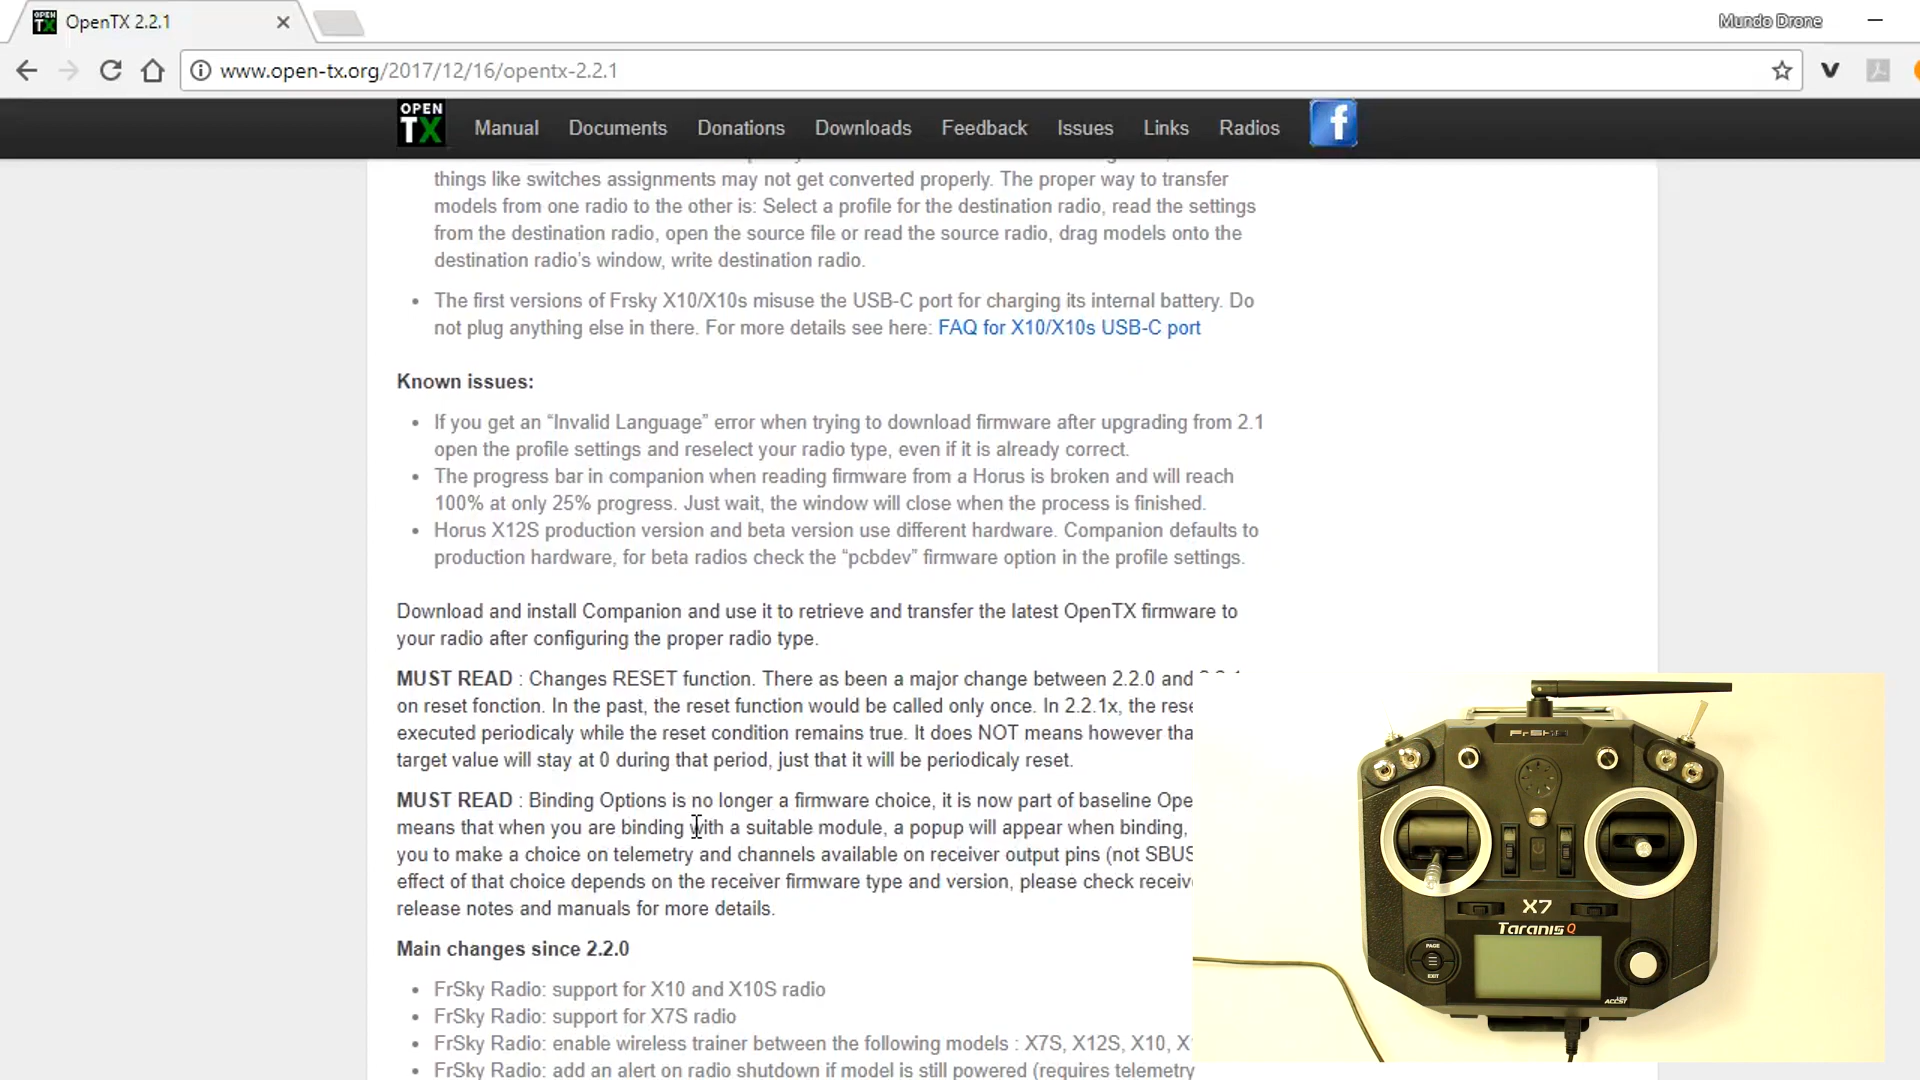 OpenTX 2.2.1
Mundo Drone
www.open-tx.org/2017/12/16/opentx-2.2.1
OPEN TX Manual Documents Donations Downloads Feedback Issues Links Radios f
things like switches assignments may not get converted properly. The proper way to transfer
models from one radio to the other is: Select a profile for the destination radio, read the settings
from the destination radio, open the source file or read the source radio, drag models onto the
destination radio's window, write destination radio.
• The first versions of Frsky X10/X10s misuse the USB-C port for charging its internal battery. Do
not plug anything else in there. For more details see here: FAQ for X10/X10s USB-C port
Known issues:
• If you get an “Invalid Language” error when trying to download firmware after upgrading from 2.1
open the profile settings and reselect your radio type, even if it is already correct.
• The progress bar in companion when reading firmware from a Horus is broken and will reach
100% at only 25% progress. Just wait, the window will close when the process is finished.
• Horus X12S production version and beta version use different hardware. Companion defaults to
production hardware, for beta radios check the “pcbdev” firmware option in the profile settings.
Download and install Companion and use it to retrieve and transfer the latest OpenTX firmware to
your radio after configuring the proper radio type.
MUST READ : Changes RESET function. There as been a major change between 2.2.0 and
on reset fonction. In the past, the reset function would be called only once. In 2.2.1x, the rese
executed periodicaly while the reset condition remains true. It does NOT means however tha
target value will stay at 0 during that period, just that it will be periodicaly reset.
MUST READ : Binding Options is no longer a firmware choice, it is now part of baseline Ope
means that when you are binding with a suitable module, a popup will appear when binding,
you to make a choice on telemetry and channels available on receiver output pins (not SBUS
effect of that choice depends on the receiver firmware type and version, please check receive
release notes and manuals for more details.
Main changes since 2.2.0
• FrSky Radio: support for X10 and X10S radio
• FrSky Radio: support for X7S radio
• FrSky Radio: enable wireless trainer between the following models : X7S, X12S, X10, X
• FrSky Radio: add an alert on radio shutdown if model is still powered (requires telemetry
FrSky
X7
Taranis Q
PAGE
EXIT
ACCST